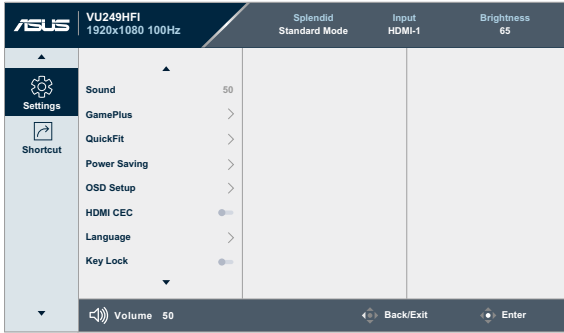 ASUS
VU249HFI
1920x1080 100Hz
Splendid
Standard Mode
Input
HDMI-1
Brightness
65
Settings
Shortcut
Sound 50
GamePlus
QuickFit
Power Saving
OSD Setup
HDMI CEC
Language
Key Lock
Volume 50
Back/Exit
Enter